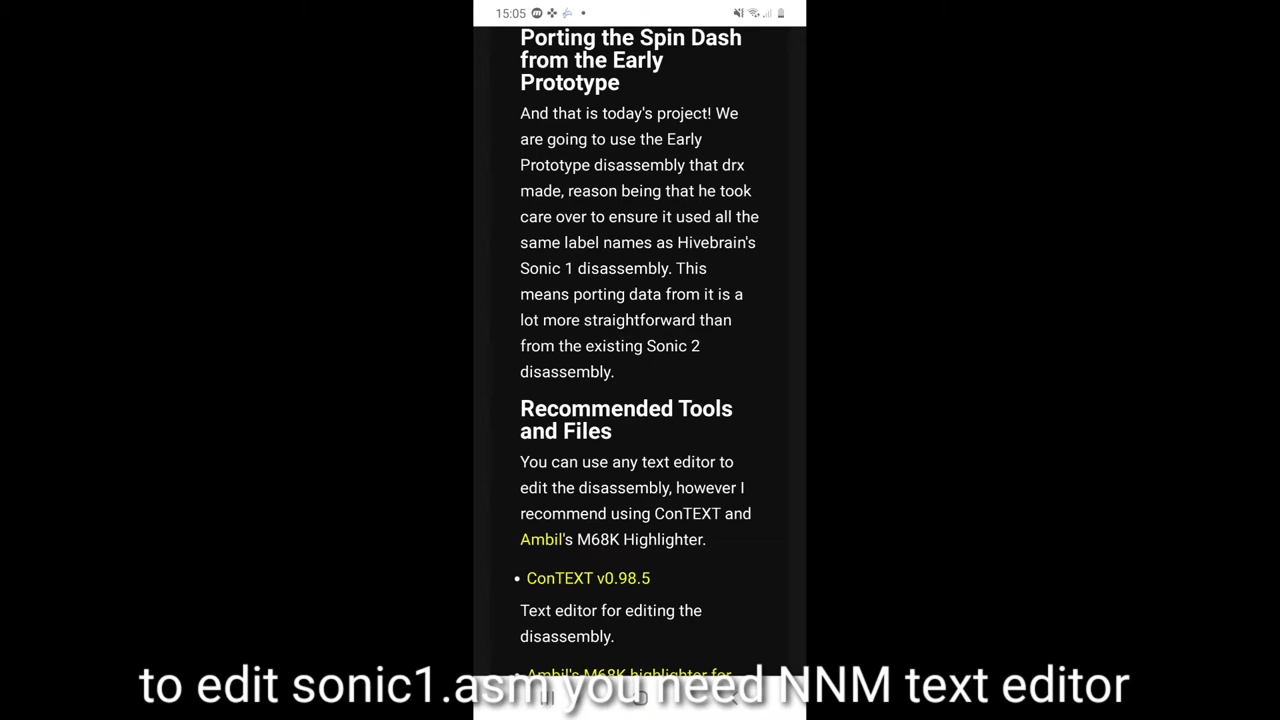 15:05
Porting the Spin Dash
from the Early
Prototype
And that is today's project! We
are going to use the Early
Prototype disassembly that drx
made, reason being that he took
care over to ensure it used all the
same label names as Hivebrain's
Sonic 1 disassembly. This
means porting data from it is a
lot more straightforward than
from the existing Sonic 2
disassembly.
Recommended Tools
and Files
You can use any text editor to
edit the disassembly, however I
recommend using ConTEXT and
Ambil's M68K Highlighter.
• ConTEXT v0.98.5
Text editor for editing the
disassembly.
• Ambil's M68K highlighter for
to edit sonic1.asm you need NNM text editor